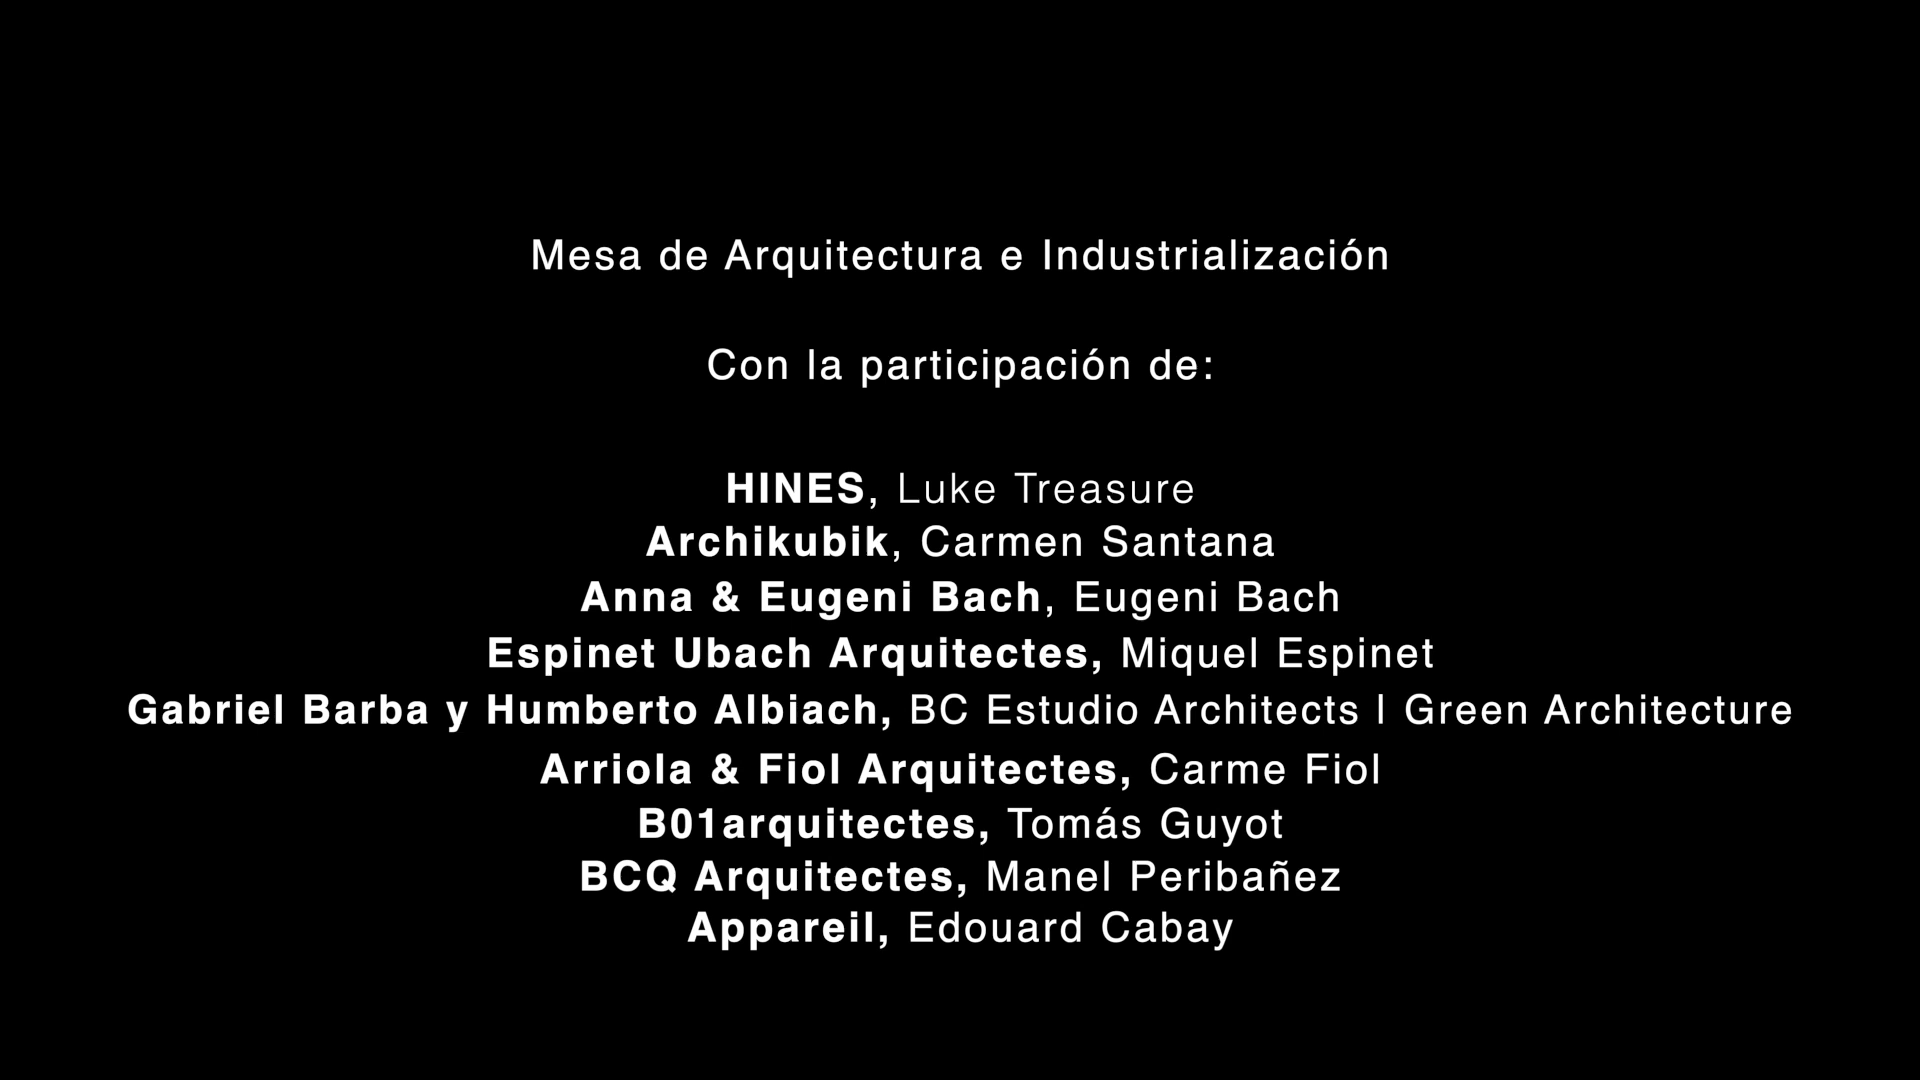 Mesa de Arquitectura e Industrialización
Con la participación de:
HINES, Luke Treasure
Archikubik, Carmen Santana
Anna & Eugeni Bach, Eugeni Bach
Espinet Ubach Arquitectes, Miquel Espinet
Gabriel Barba y Humberto Albiach, BC Estudio Architects | Green Architecture
Arriola & Fiol Arquitectes, Carme Fiol
B01arquitectes, Tomás Guyot
BCQ Arquitectes, Manel Peribañez
Appareil, Edouard Cabay